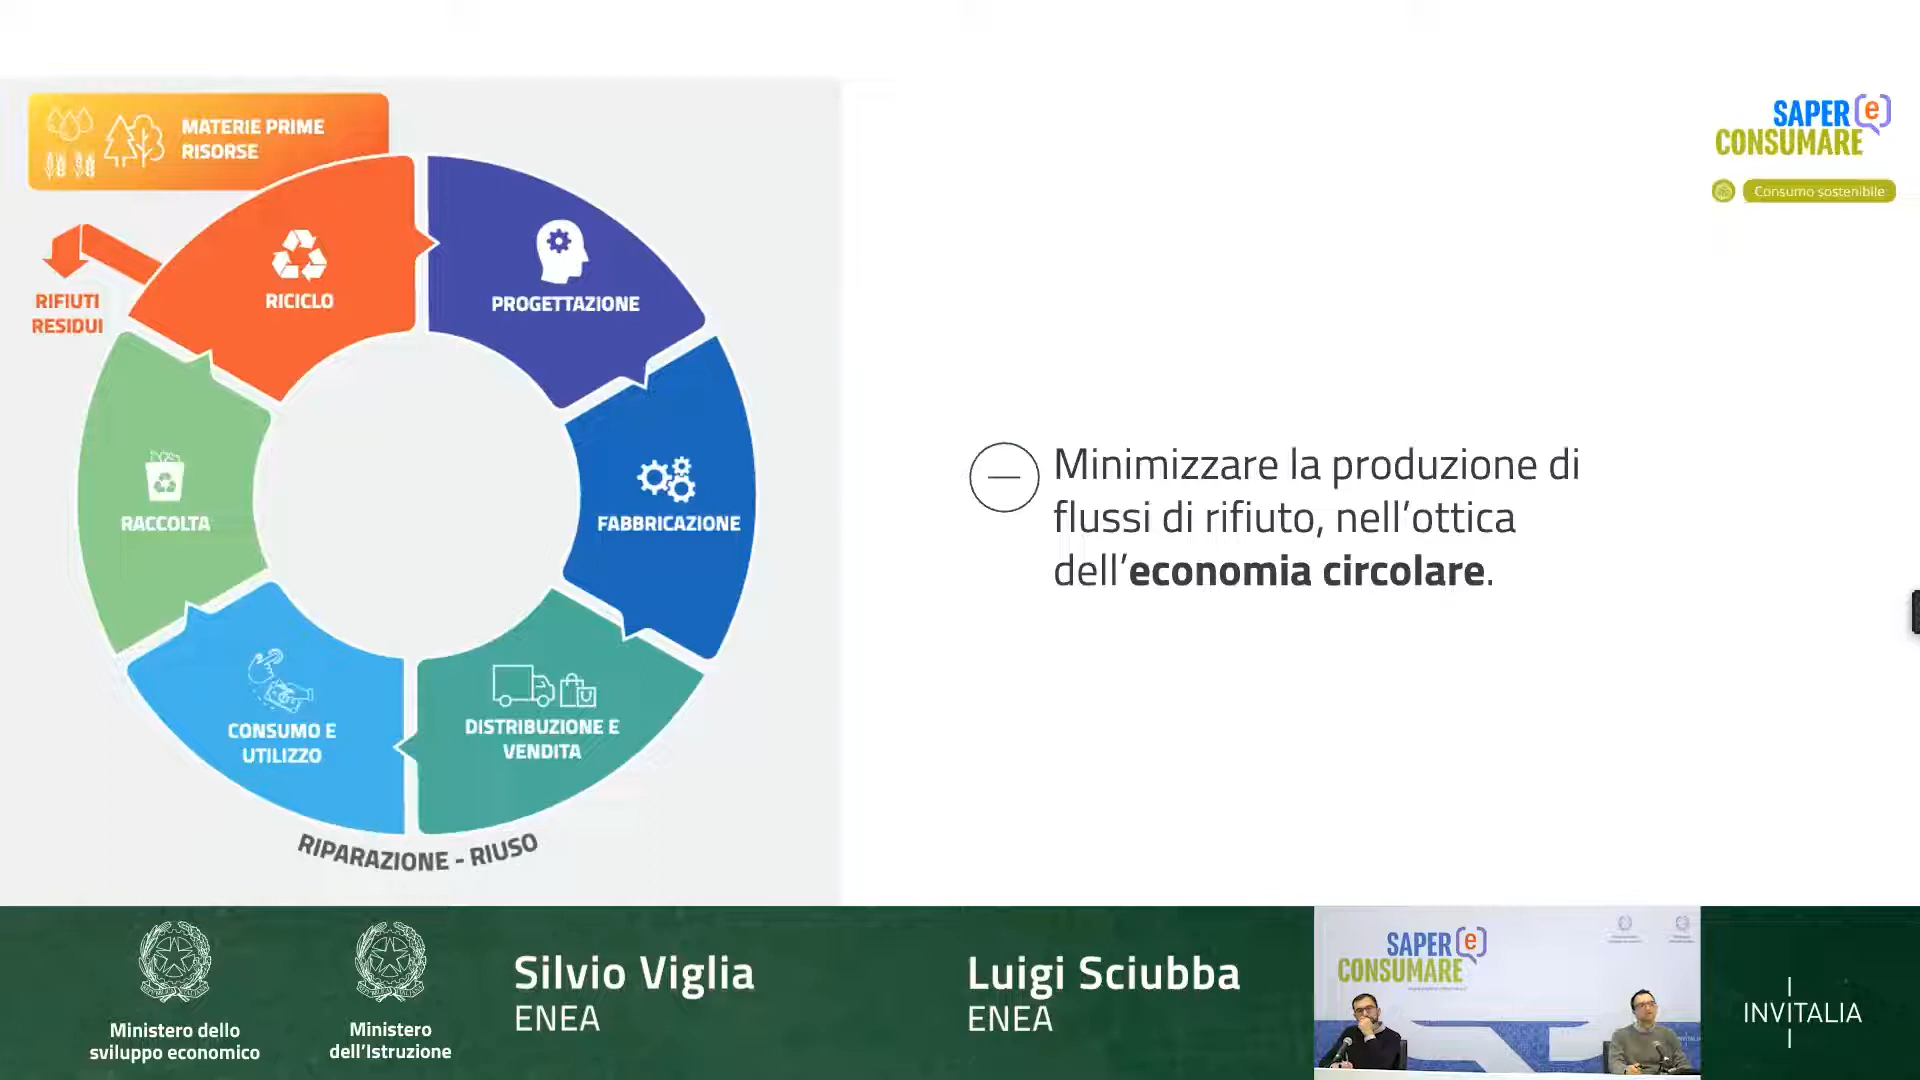 MATERIE PRIME
RISORSE
RIFIUTI
RESIDUI
RICICLO
PROGETTAZIONE
RACCOLTA
FABBRICAZIONE
CONSUMO E
UTILIZZO
DISTRIBUZIONE E
VENDITA
RIPARAZIONE - RIUSO
SAPER e
CONSUMARE
Consumo sostenibile
Minimizzare la produzione di
flussi di rifiuto, nell’ottica
dell’economia circolare.
Ministero dello
sviluppo economico
Ministero
dell’Istruzione
Silvio Viglia
ENEA
Luigi Sciubba
ENEA
SAPER e
CONSUMARE
INVITALIA